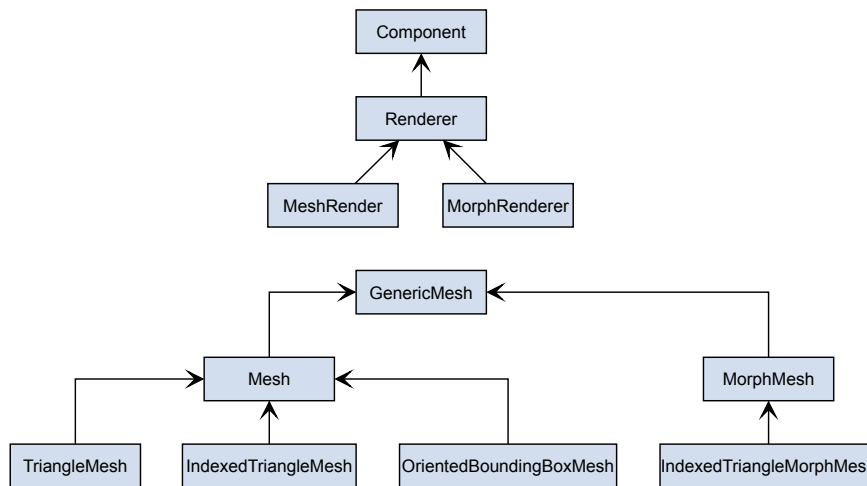 Component
Renderer
MeshRender
MorphRenderer
GenericMesh
Mesh
MorphMesh
TriangleMesh
IndexedTriangleMesh
OrientedBoundingBoxMesh
IndexedTriangleMorphMes